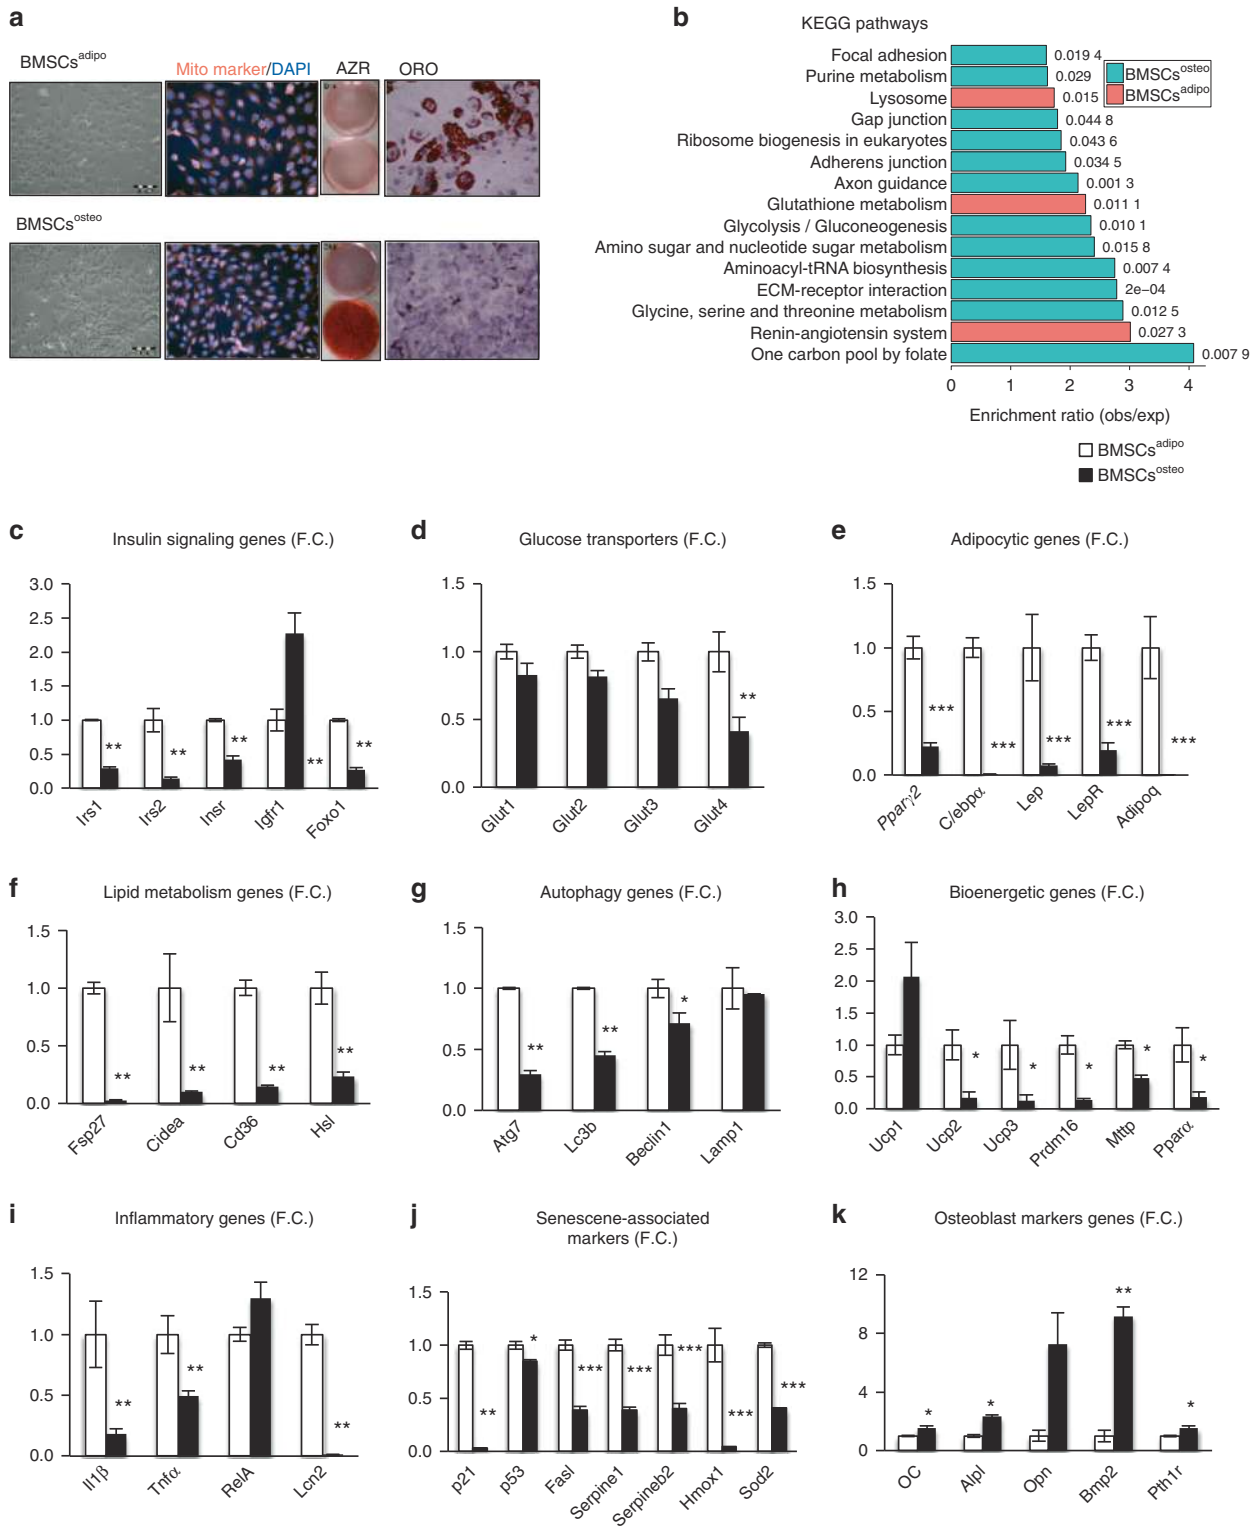 a
BMSCsadipo
Mito marker/DAPI
AZR
ORO
BMSCsosteo
b
KEGG pathways
Focal adhesion 0.019 4
Purine metabolism 0.029
Lysosome 0.015
Gap junction 0.044 8
Ribosome biogenesis in eukaryotes 0.043 6
Adherens junction 0.034 5
Axon guidance 0.001 3
Glutathione metabolism 0.011 1
Glycolysis / Gluconeogenesis 0.010 1
Amino sugar and nucleotide sugar metabolism 0.015 8
Aminoacyl-tRNA biosynthesis 0.007 4
ECM-receptor interaction 2e−04
Glycine, serine and threonine metabolism 0.012 5
Renin-angiotensin system 0.027 3
One carbon pool by folate 0.007 9
BMSCsosteo
BMSCsadipo
0 1 2 3 4
Enrichment ratio (obs/exp)
BMSCsadipo
BMSCsosteo
c
Insulin signaling genes (F.C.)
3.0
2.5
2.0
1.5
1.0
0.5
0.0
** ** ** ** **
Irs1 Irs2 Insr Igfr1 Foxo1
d
Glucose transporters (F.C.)
1.5
1.0
0.5
0.0
**
Glut1 Glut2 Glut3 Glut4
e
Adipocytic genes (F.C.)
1.5
1.0
0.5
0.0
*** *** *** *** ***
Pparγ2 C/ebpα Lep LepR Adipoq
f
Lipid metabolism genes (F.C.)
1.5
1.0
0.5
0.0
** ** ** **
Fsp27 Cidea Cd36 Hsl
g
Autophagy genes (F.C.)
1.5
1.0
0.5
0.0
** ** *
Atg7 Lc3b Beclin1 Lamp1
h
Bioenergetic genes (F.C.)
3.0
2.0
1.5
1.0
0.5
0.0
* * * * *
Ucp1 Ucp2 Ucp3 Prdm16 Mttp Pparα
i
Inflammatory genes (F.C.)
1.5
1.0
0.5
0.0
** ** **
Il1β Tnfα RelA Lcn2
j
Senescene-associated
markers (F.C.)
1.5
1.0
0.5
0.0
** * *** *** *** *** ***
p21 p53 Fasl Serpine1 Serpineb2 Hmox1 Sod2
k
Osteoblast markers genes (F.C.)
12
8
4
0
* * ** *
OC Alpl Opn Bmp2 Pth1r